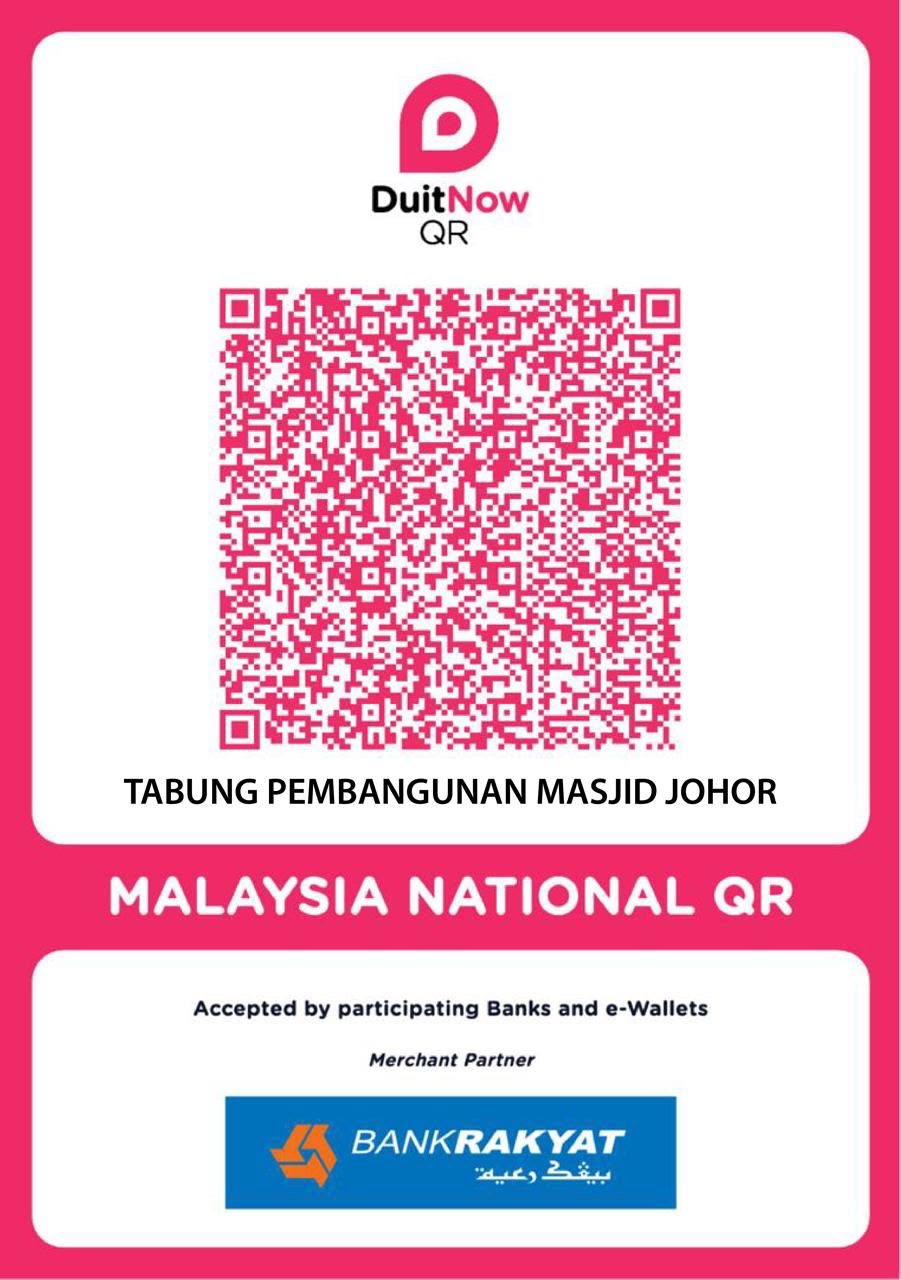 DuitNow
QR
TABUNG PEMBANGUNAN MASJID JOHOR
MALAYSIA NATIONAL QR
Accepted by participating Banks and e-Wallets
Merchant Partner
BANKRAKYAT
بيڠک رعية